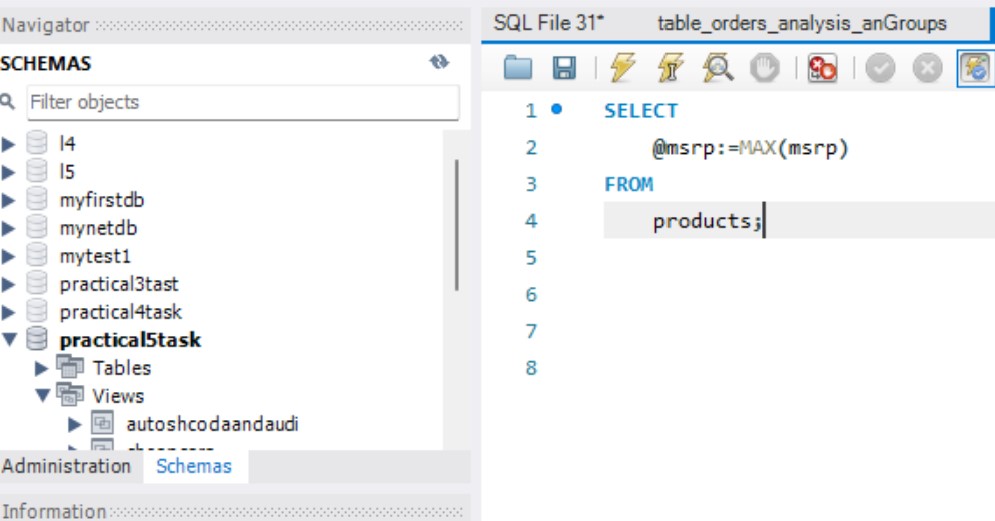 Navigator
SCHEMAS
Filter objects
l4
l5
myfirstdb
mynetdb
mytest1
practical3tast
practical4task
practical5task
Tables
Views
autoshcodaandaudi
Administration Schemas
Information
SQL File 31* table_orders_analysis_anGroups
1 SELECT
2 @msrp:=MAX(msrp)
3 FROM
4 products;
5
6
7
8